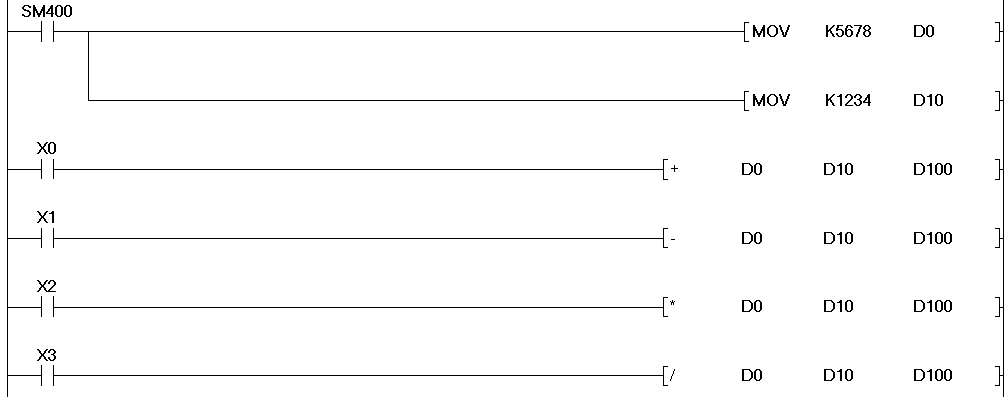 SM400
[MOV K5678 D0]
[MOV K1234 D10]
X0
[+ D0 D10 D100]
X1
[- D0 D10 D100]
X2
[* D0 D10 D100]
X3
[/ D0 D10 D100]